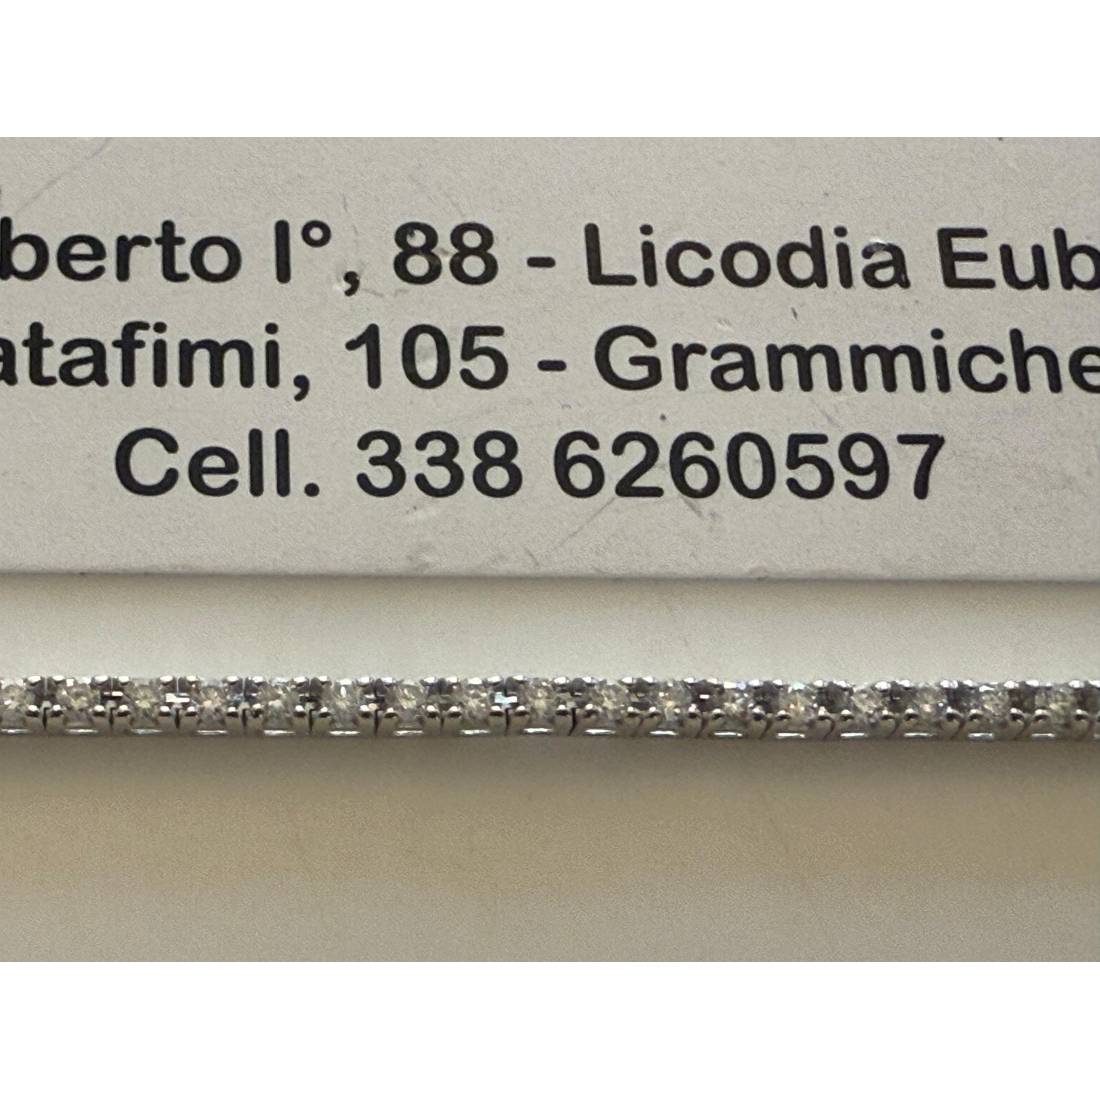 berto I°, 88 - Licodia Eub
atafimi, 105 - Grammiche
Cell. 338 6260597